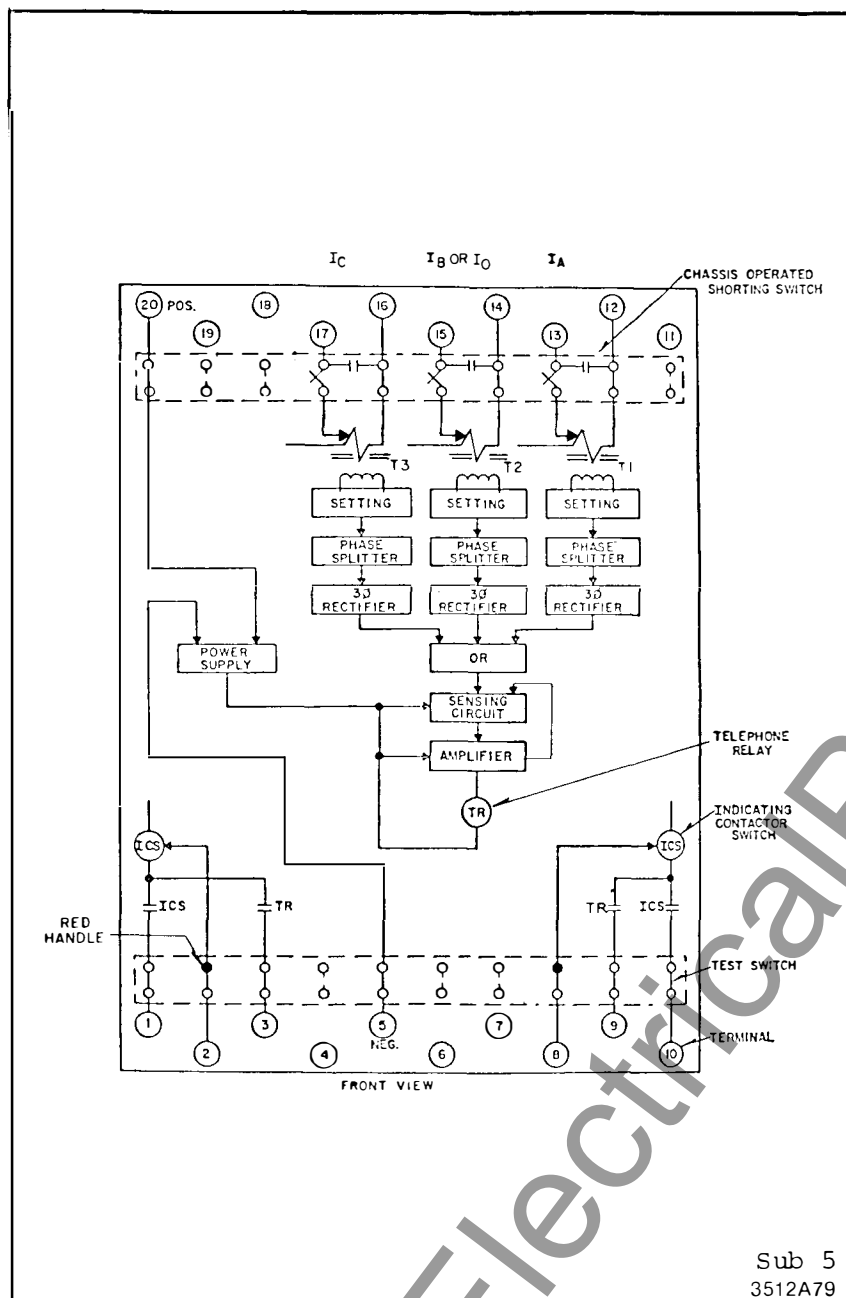 I_C I_B OR I_O I_A
CHASSIS OPERATED
SHORTING SWITCH
20 POS. 18 16 14 12
19 17 15 13 11
T3 T2 T1
SETTING SETTING SETTING
PHASE SPLITTER PHASE SPLITTER PHASE SPLITTER
3Ø RECTIFIER 3Ø RECTIFIER 3Ø RECTIFIER
POWER SUPPLY
OR
SENSING CIRCUIT
AMPLIFIER
TELEPHONE
RELAY
TR
INDICATING
CONTACTOR
SWITCH
ICS ICS
ICS TR TR ICS
RED
HANDLE
TEST SWITCH
1 3 5 7 9
NEG.
2 4 6 8 10
TERMINAL
FRONT VIEW
Sub 5
3512A79